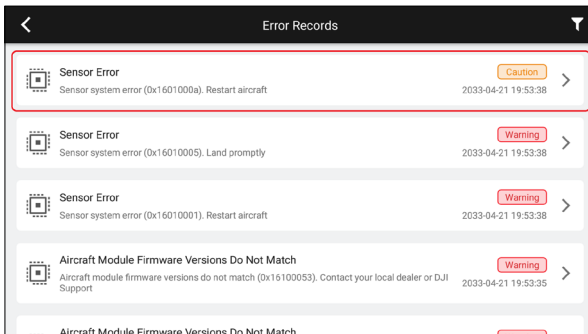 Error Records
Sensor Error
Caution
Sensor system error (0x1601000a). Restart aircraft
2033-04-21 19:53:38
Sensor Error
Warning
Sensor system error (0x16010005). Land promptly
2033-04-21 19:53:38
Sensor Error
Warning
Sensor system error (0x16010001). Restart aircraft
2033-04-21 19:53:38
Aircraft Module Firmware Versions Do Not Match
Warning
Aircraft module firmware versions do not match (0x16100053). Contact your local dealer or DJI
Support
2033-04-21 19:53:35
Aircraft Module Firmware Versions Do Not Match
Warning